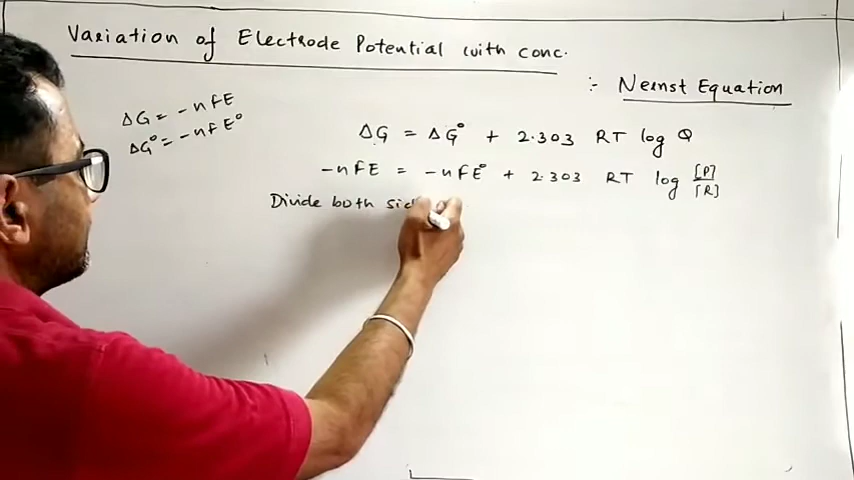 Variation of Electrode Potential with conc.
:- Nernst Equation
ΔG = -nFE
ΔG° = -nFE°
ΔG = ΔG° + 2.303 RT log Q
-nFE = -nFE° + 2.303 RT log [P]/[R]
Divide both